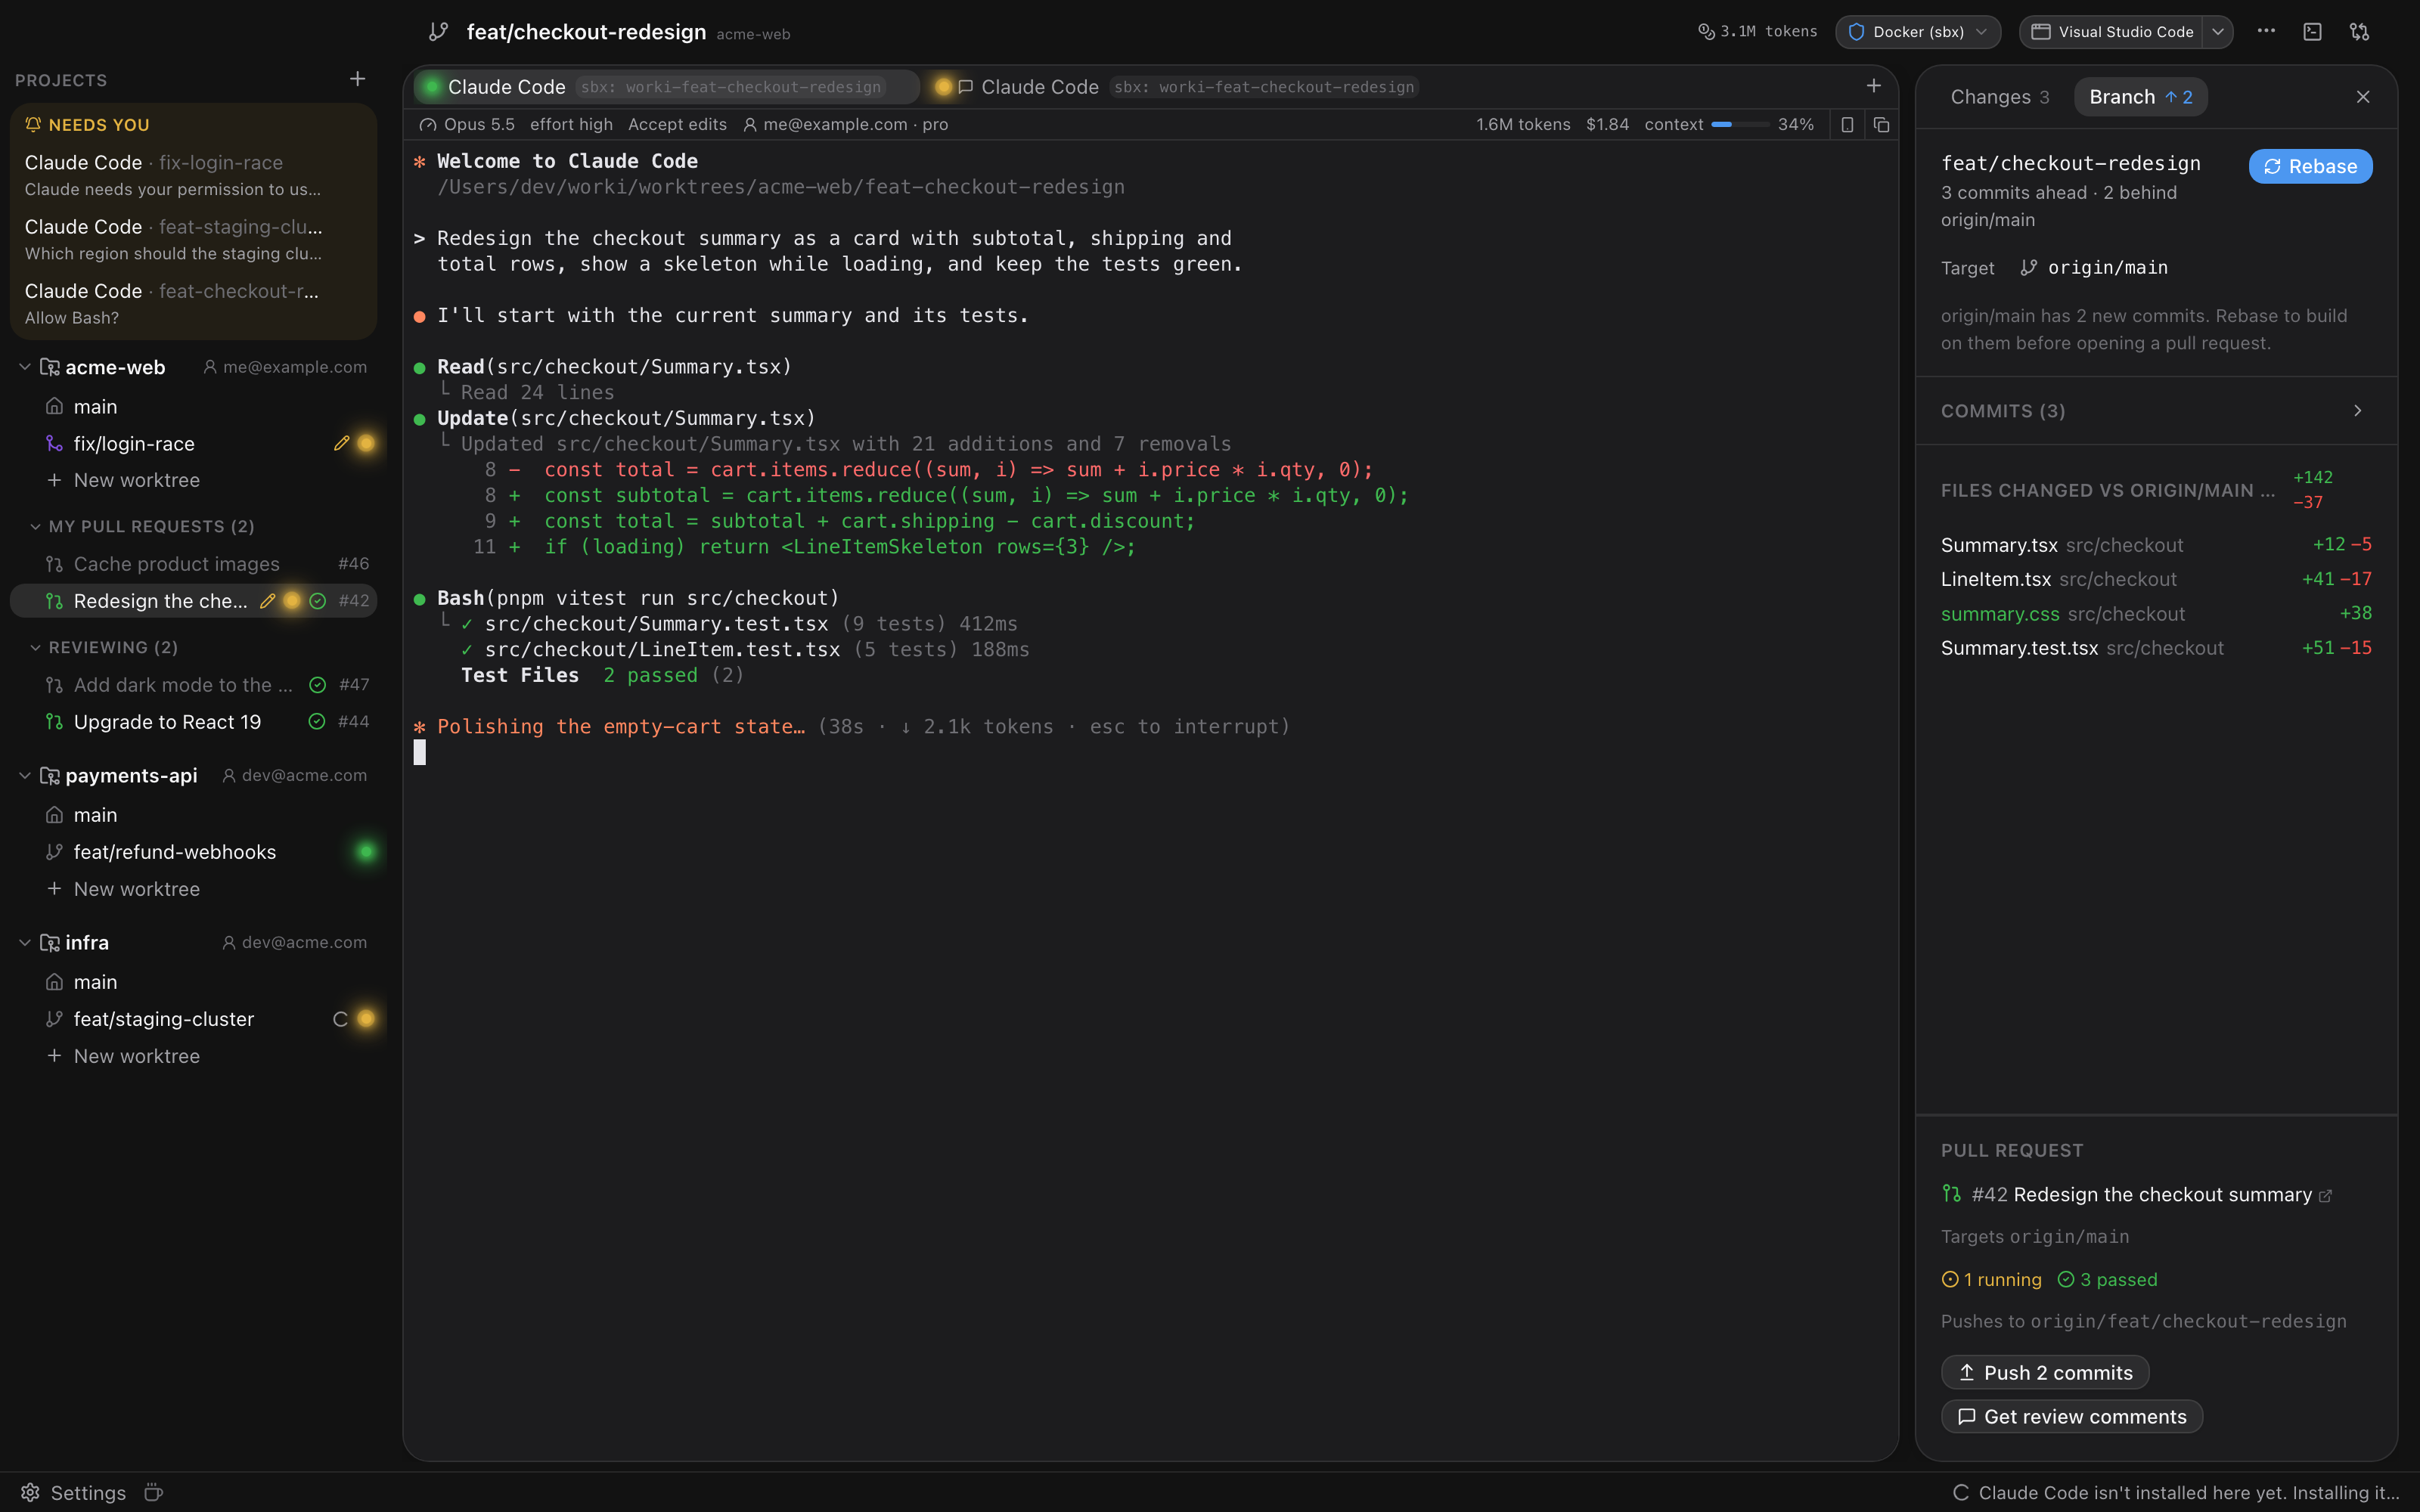 feat/checkout-redesign acme-web
3.1M tokens
Docker (sbx)
Visual Studio Code
PROJECTS
NEEDS YOU
Claude Code · fix-login-race
Claude needs your permission to us...
Claude Code · feat-staging-clu...
Which region should the staging clu...
Claude Code · feat-checkout-r...
Allow Bash?
acme-web me@example.com
main
fix/login-race
New worktree
MY PULL REQUESTS (2)
Cache product images #46
Redesign the che... #42
REVIEWING (2)
Add dark mode to the ... #47
Upgrade to React 19 #44
payments-api dev@acme.com
main
feat/refund-webhooks
New worktree
infra dev@acme.com
main
feat/staging-cluster
New worktree
Settings
Claude Code sbx: worki-feat-checkout-redesign
Claude Code sbx: worki-feat-checkout-redesign
Opus 5.5 effort high Accept edits me@example.com · pro
1.6M tokens $1.84 context 34%
✻ Welcome to Claude Code
/Users/dev/worki/worktrees/acme-web/feat-checkout-redesign
> Redesign the checkout summary as a card with subtotal, shipping and
total rows, show a skeleton while loading, and keep the tests green.
● I'll start with the current summary and its tests.
● Read(src/checkout/Summary.tsx)
└ Read 24 lines
● Update(src/checkout/Summary.tsx)
└ Updated src/checkout/Summary.tsx with 21 additions and 7 removals
8 - const total = cart.items.reduce((sum, i) => sum + i.price * i.qty, 0);
8 + const subtotal = cart.items.reduce((sum, i) => sum + i.price * i.qty, 0);
9 + const total = subtotal + cart.shipping - cart.discount;
11 + if (loading) return <LineItemSkeleton rows={3} />;
● Bash(pnpm vitest run src/checkout)
└ ✓ src/checkout/Summary.test.tsx (9 tests) 412ms
✓ src/checkout/LineItem.test.tsx (5 tests) 188ms
Test Files 2 passed (2)
✻ Polishing the empty-cart state… (38s · ↓ 2.1k tokens · esc to interrupt)
Changes 3
Branch ↑ 2
feat/checkout-redesign
Rebase
3 commits ahead · 2 behind
origin/main
Target origin/main
origin/main has 2 new commits. Rebase to build
on them before opening a pull request.
COMMITS (3)
FILES CHANGED VS ORIGIN/MAIN ... +142
−37
Summary.tsx src/checkout +12 −5
LineItem.tsx src/checkout +41 −17
summary.css src/checkout +38
Summary.test.tsx src/checkout +51 −15
PULL REQUEST
#42 Redesign the checkout summary
Targets origin/main
1 running 3 passed
Pushes to origin/feat/checkout-redesign
Push 2 commits
Get review comments
Claude Code isn't installed here yet. Installing it...